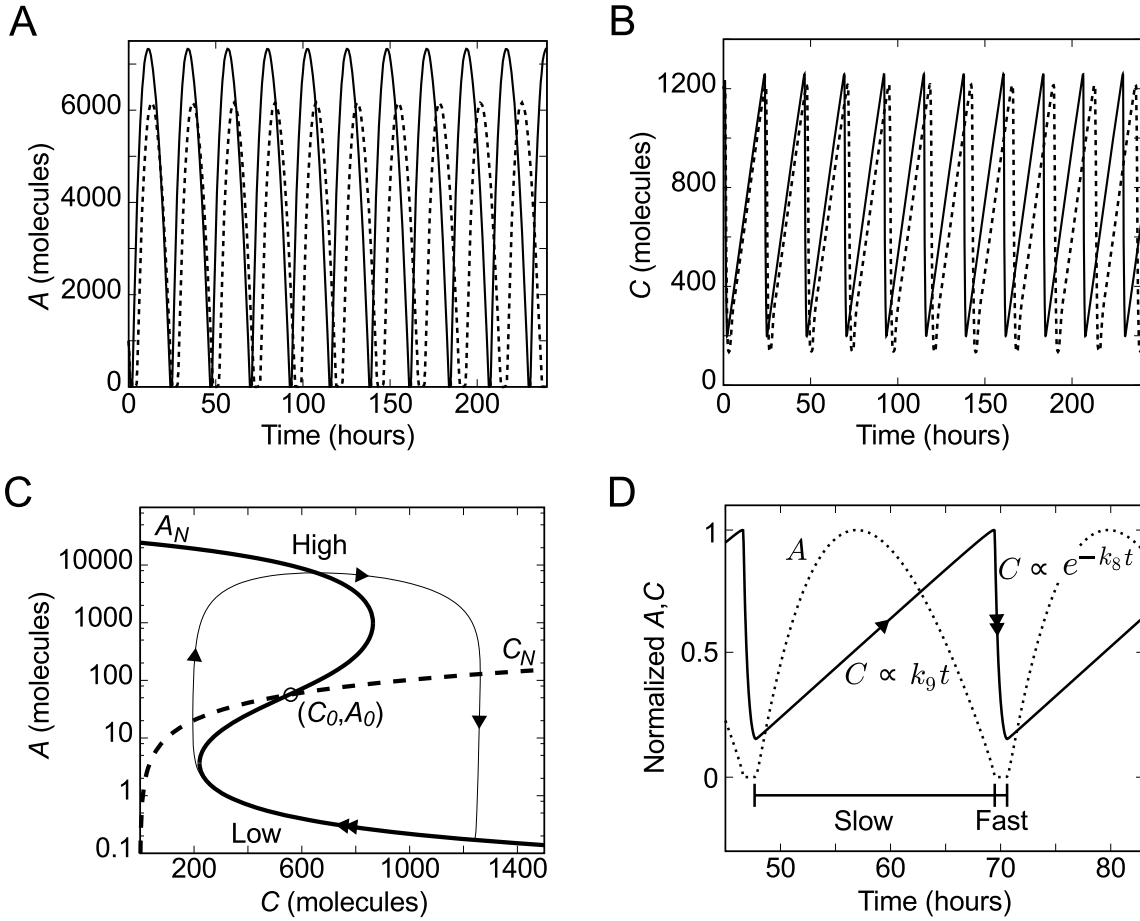 A
A (molecules)
6000
4000
2000
0
0 50 100 150 200
Time (hours)
B
C (molecules)
1200
800
400
0
0 50 100 150 200
Time (hours)
C
A (molecules)
10000
1000
100
10
1
0.1
A_N
High
C_N
(C_0,A_0)
Low
200 600 1000 1400
C (molecules)
D
Normalized A,C
1
0.5
0
A
C ∝ e^{-k_8 t}
C ∝ k_9 t
Slow Fast
50 60 70 80
Time (hours)